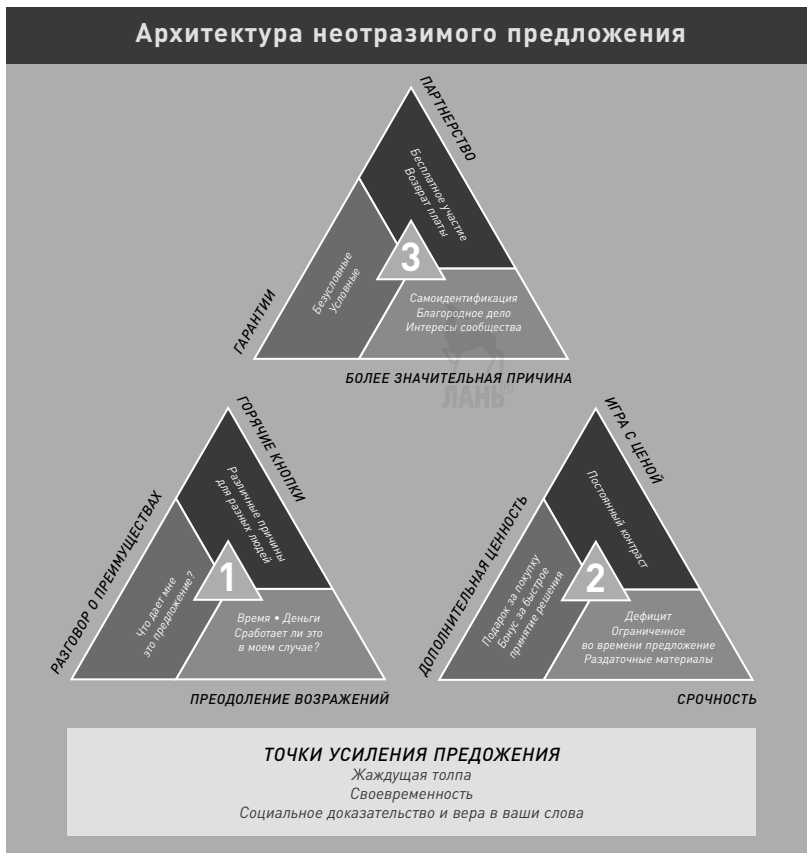 Архитектура неотразимого предложения
ПАРТНЕРСТВО
Бесплатное участие
Возврат платы
ГАРАНТИИ
Безусловные
Условные
3
Самоидентификация
Благородное дело
Интересы сообщества
БОЛЕЕ ЗНАЧИТЕЛЬНАЯ ПРИЧИНА
ЛАНЬ®
ГОРЯЧИЕ КНОПКИ
Различные причины
для разных людей
РАЗГОВОР О ПРЕИМУЩЕСТВАХ
Что дает мне
это предложение?
1
Время • Деньги
Сработает ли это
в моем случае?
ПРЕОДОЛЕНИЕ ВОЗРАЖЕНИЙ
ИГРА С ЦЕНОЙ
Постоянный контраст
ДОПОЛНИТЕЛЬНАЯ ЦЕННОСТЬ
Подарок за покупку
Бонус за быстрое
принятие решения
2
Дефицит
Ограниченное
во времени предложение
Раздаточные материалы
СРОЧНОСТЬ
ТОЧКИ УСИЛЕНИЯ ПРЕДОЖЕНИЯ
Жаждущая толпа
Своевременность
Социальное доказательство и вера в ваши слова